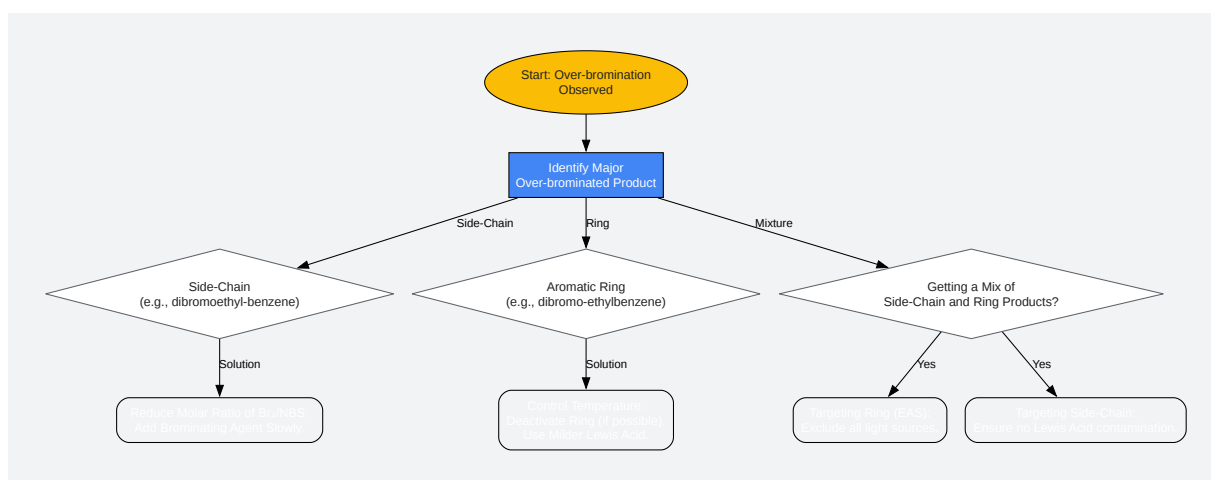 Start: Over-bromination
Observed
Identify Major
Over-brominated Product
Side-Chain
Ring
Mixture
Side-Chain
(e.g., dibromoethyl-benzene)
Aromatic Ring
(e.g., dibromo-ethylbenzene)
Getting a Mix of
Side-Chain and Ring Products?
Solution
Solution
Yes
Yes
Reduce Molar Ratio of Br₂/NBS.
Add Brominating Agent Slowly.
Control Temperature.
Deactivate Ring (if possible).
Use Milder Lewis Acid.
Targeting Ring (EAS):
Exclude all light sources.
Targeting Side-Chain:
Ensure no Lewis Acid contamination.